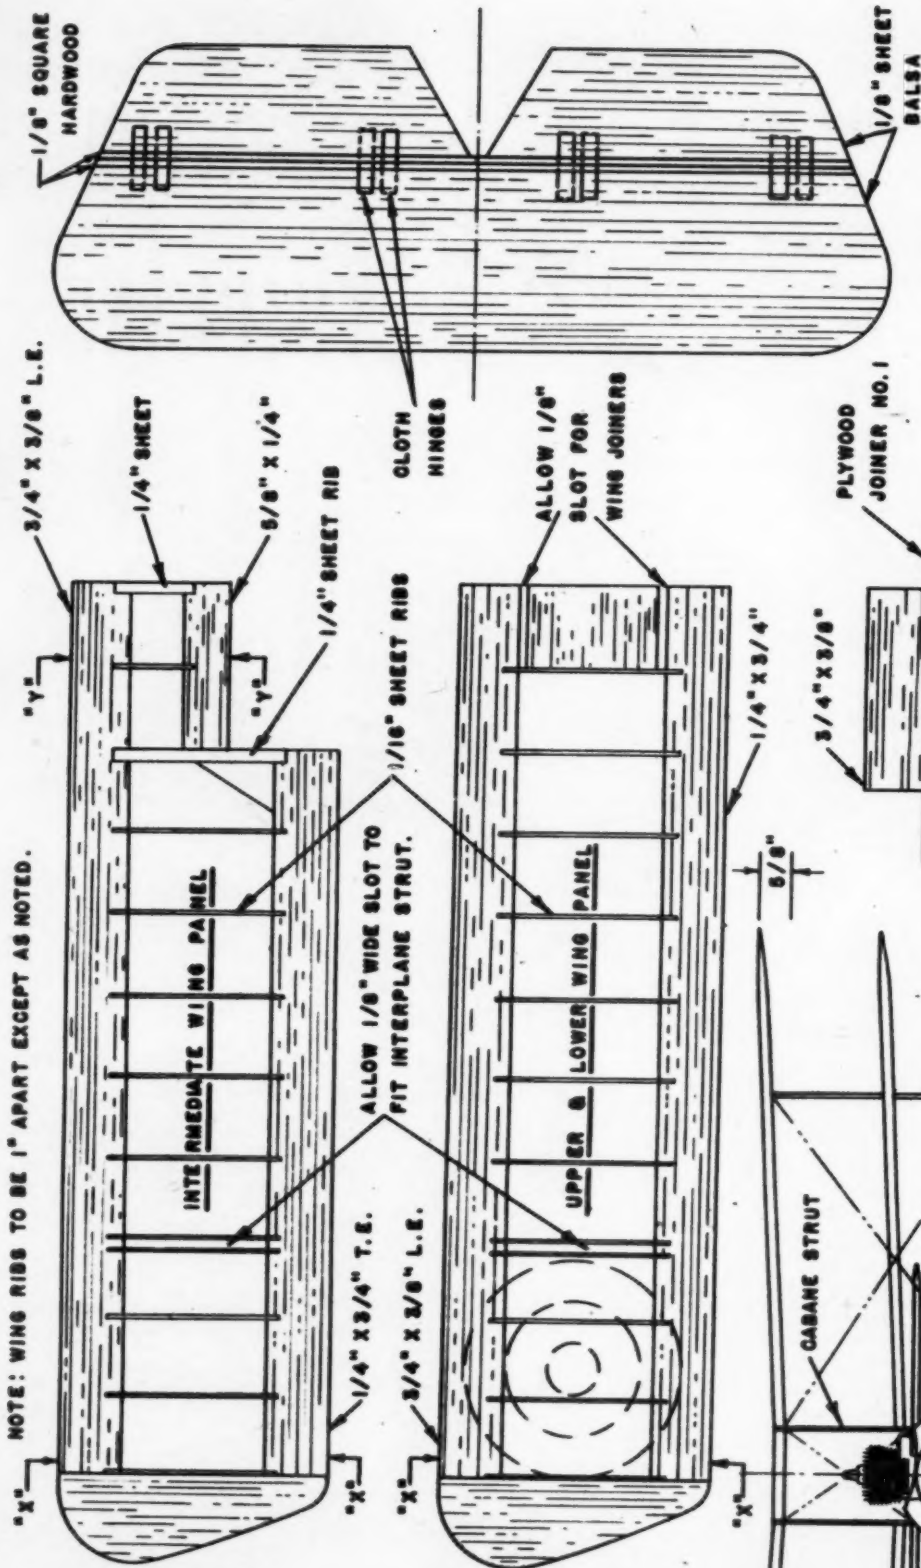 NOTE: WING RIBS TO BE 1" APART EXCEPT AS NOTED.
"X"
"X"
1/4" X 3/4" T.E.
INTERMEDIATE WING PANEL
"Y"
"Y"
3/4" X 3/8" L.E.
1/4" SHEET
5/8" X 1/4"
1/4" SHEET RIB
1/16" SHEET RIBS
ALLOW 1/8" WIDE SLOT TO
FIT INTERPLANE STRUT.
1/8" SQUARE
HARDWOOD
CLOTH
HINGES
1/8" SHEET
BALSA
"X"
"X"
3/4" X 3/8" L.E.
UPPER & LOWER WING PANEL
ALLOW 1/8"
SLOT FOR
WING JOINERS
1/4" X 3/4"
CABANE STRUT
5/8"
3/4" X 3/8"
PLYWOOD
JOINER NO. 1